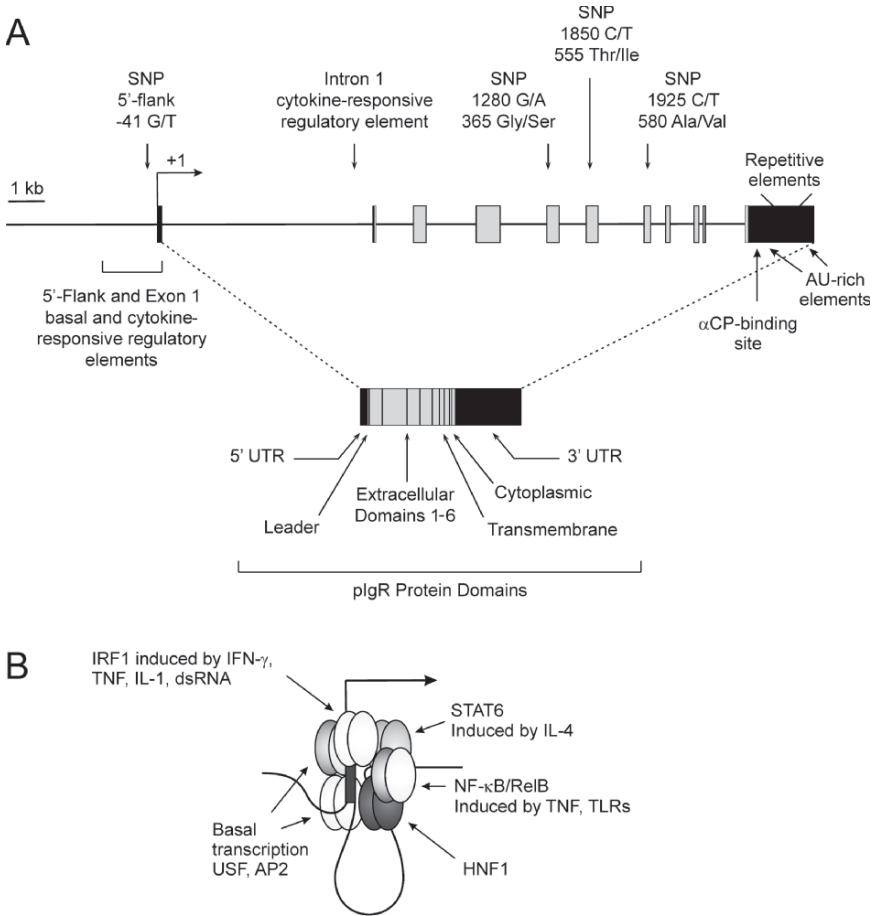 A
SNP
5’-flank
-41 G/T
Intron 1
cytokine-responsive
regulatory element
SNP
1280 G/A
365 Gly/Ser
SNP
1850 C/T
555 Thr/Ile
SNP
1925 C/T
580 Ala/Val
+1
1 kb
Repetitive
elements
5’-Flank and Exon 1
basal and cytokine-
responsive regulatory
elements
αCP-binding
site
AU-rich
elements
5’ UTR
3’ UTR
Leader
Extracellular
Domains 1-6
Cytoplasmic
Transmembrane
pIgR Protein Domains
B
IRF1 induced by IFN-γ,
TNF, IL-1, dsRNA
STAT6
Induced by IL-4
NF-κB/RelB
Induced by TNF, TLRs
Basal
transcription
USF, AP2
HNF1